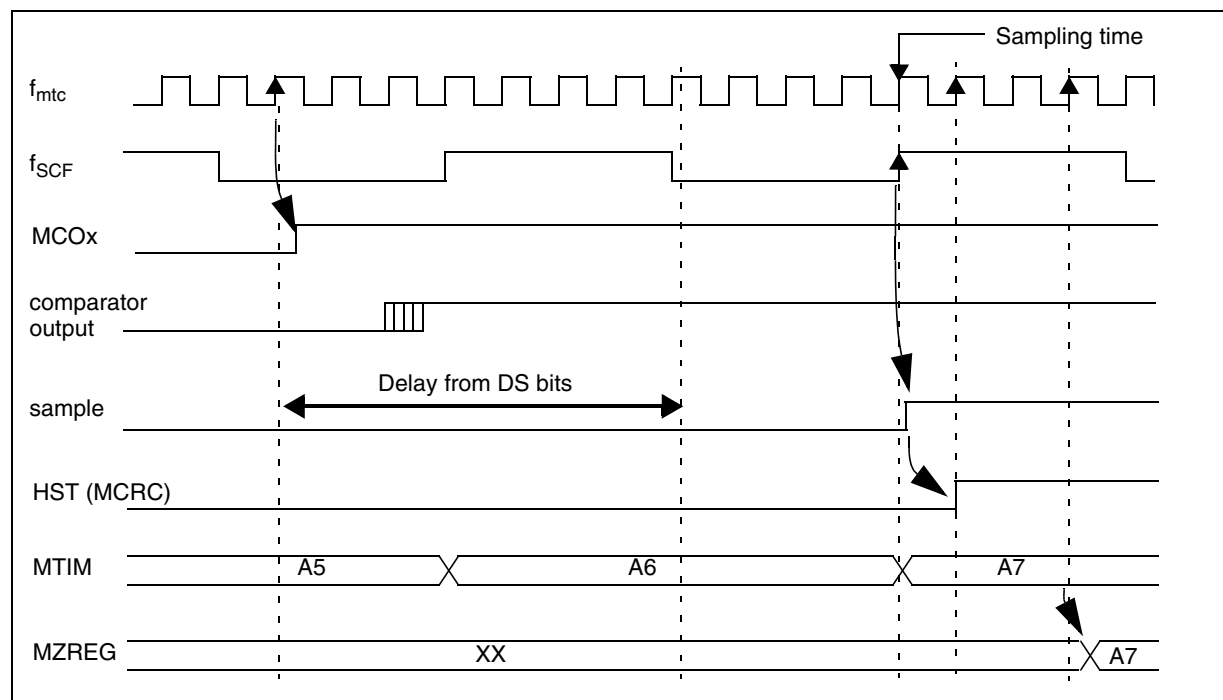 Sampling time
fmtc
fSCF
MCOx
comparator
output
Delay from DS bits
sample
HST (MCRC)
MTIM
A5
A6
A7
MZREG
XX
A7